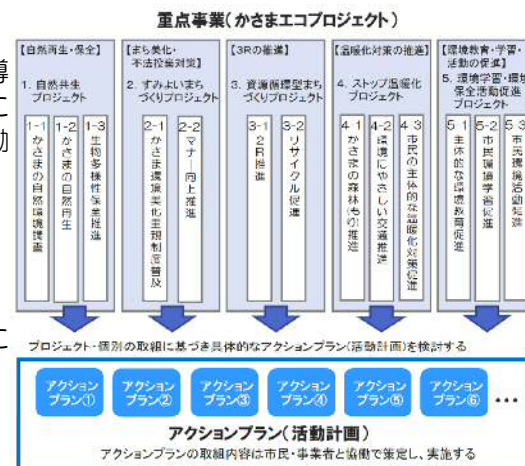 重点事業(かさまエコプロジェクト)
【自然再生・保全】
1. 自然共生
プロジェクト
1-1
かさまの自然環境調査
1-2
かさまの自然再生
1-3
生物多様性保全推進
【まち美化・
不法投棄対策】
2. すみよいまち
づくりプロジェクト
2-1
かさま環境美化里親制度普及
2-2
マナー向上推進
【3Rの推進】
3. 資源循環型まち
づくりプロジェクト
3-1
2R推進
3-2
リサイクル促進
【温暖化対策の推進】
4. ストップ温暖化
プロジェクト
4-1
かさまの森林(もり)推進
4-2
環境にやさしい交通推進
4-3
市民の主体的な温暖化対策促進
【環境教育・学習・
活動の促進】
5. 環境学習・環境
保全活動促進
プロジェクト
5-1
主体的な環境教育促進
5-2
市民環境学習促進
5-3
市民環境活動促進
導
に
動
に
プロジェクト・個別の取組に基づき具体的なアクションプラン(活動計画)を検討する
アクション
プラン①
アクション
プラン②
アクション
プラン③
アクション
プラン④
アクション
プラン⑤
アクション
プラン⑥
…
アクションプラン(活動計画)
アクションプランの取組内容は市民・事業者と協働で策定し、実施する